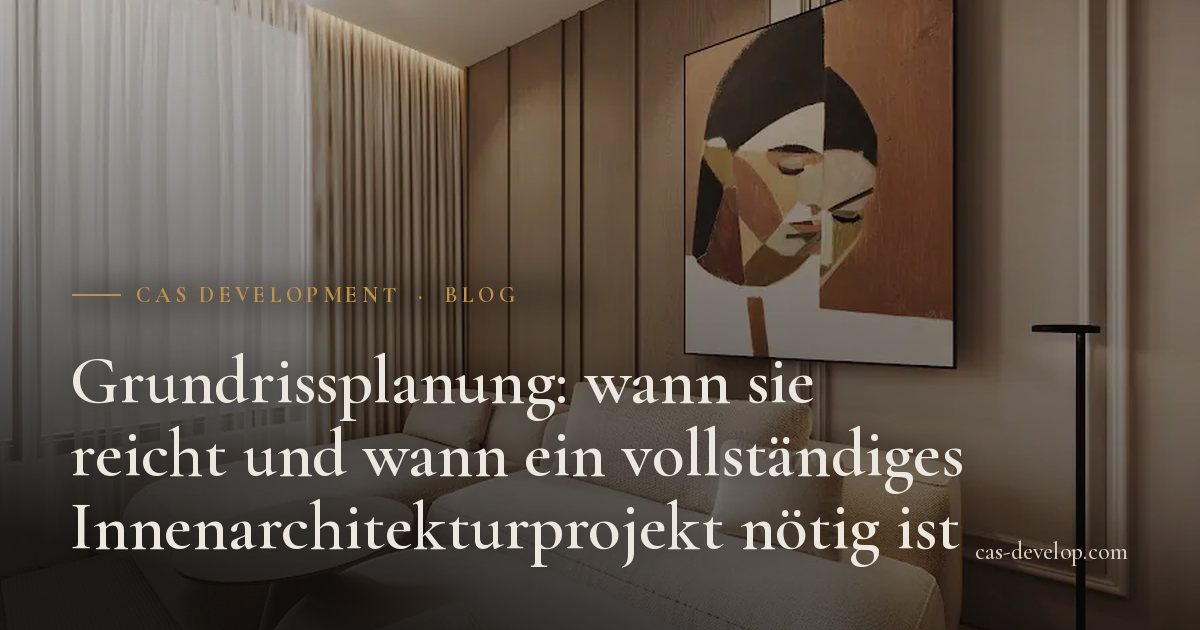 CAS DEVELOPMENT · BLOG
Grundrissplanung: wann sie
reicht und wann ein vollständiges
Innenarchitekturprojekt nötig ist
cas-develop.com